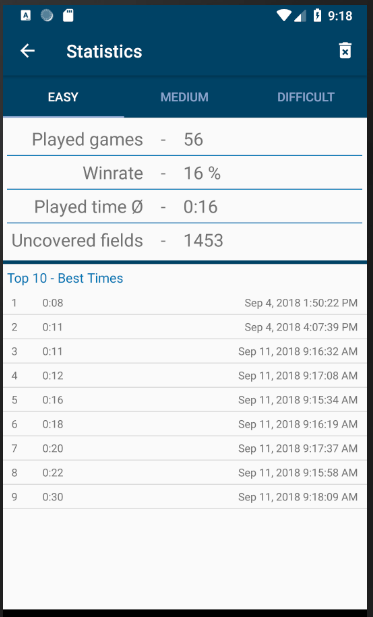 A 9:18
Statistics
EASY MEDIUM DIFFICULT
Played games - 56
Winrate - 16 %
Played time Ø - 0:16
Uncovered fields - 1453
Top 10 - Best Times
1 0:08 Sep 4, 2018 1:50:22 PM
2 0:11 Sep 4, 2018 4:07:39 PM
3 0:11 Sep 11, 2018 9:16:32 AM
4 0:12 Sep 11, 2018 9:17:08 AM
5 0:16 Sep 11, 2018 9:15:34 AM
6 0:18 Sep 11, 2018 9:16:19 AM
7 0:20 Sep 11, 2018 9:17:37 AM
8 0:22 Sep 11, 2018 9:15:58 AM
9 0:30 Sep 11, 2018 9:18:09 AM